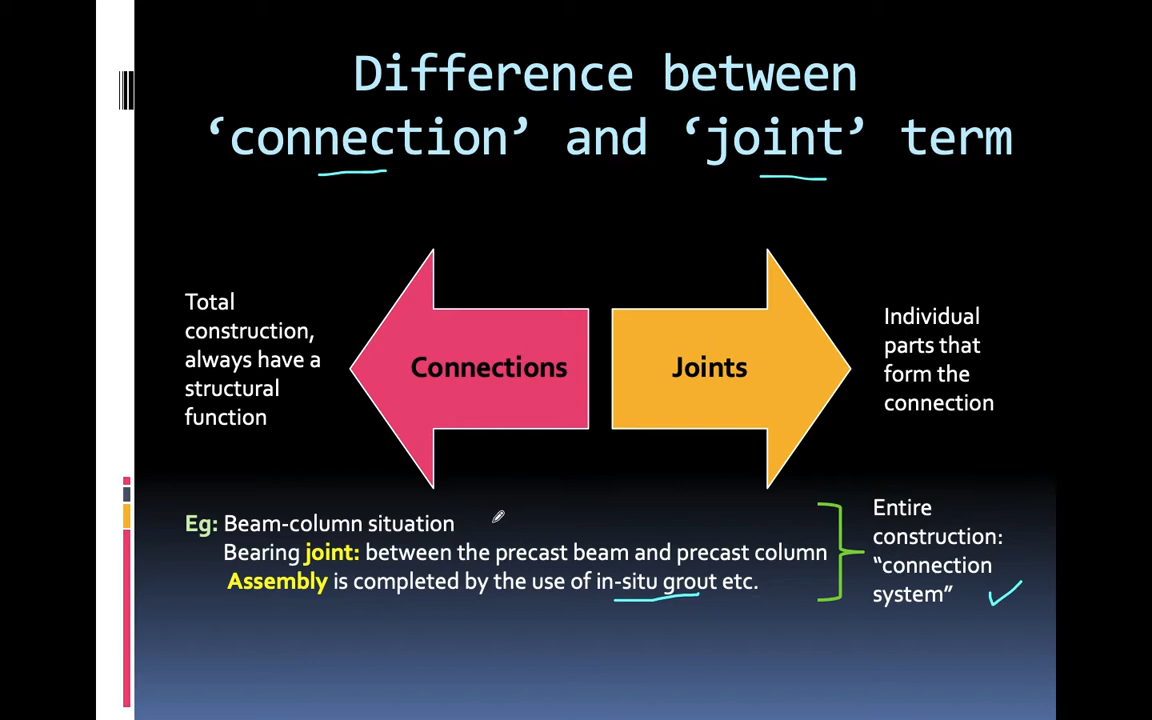 Difference between
‘connection’ and ‘joint’ term
Total
construction,
always have a
structural
function
Connections
Joints
Individual
parts that
form the
connection
Eg: Beam-column situation
Bearing joint: between the precast beam and precast column
Assembly is completed by the use of in-situ grout etc.
Entire
construction:
“connection
system”